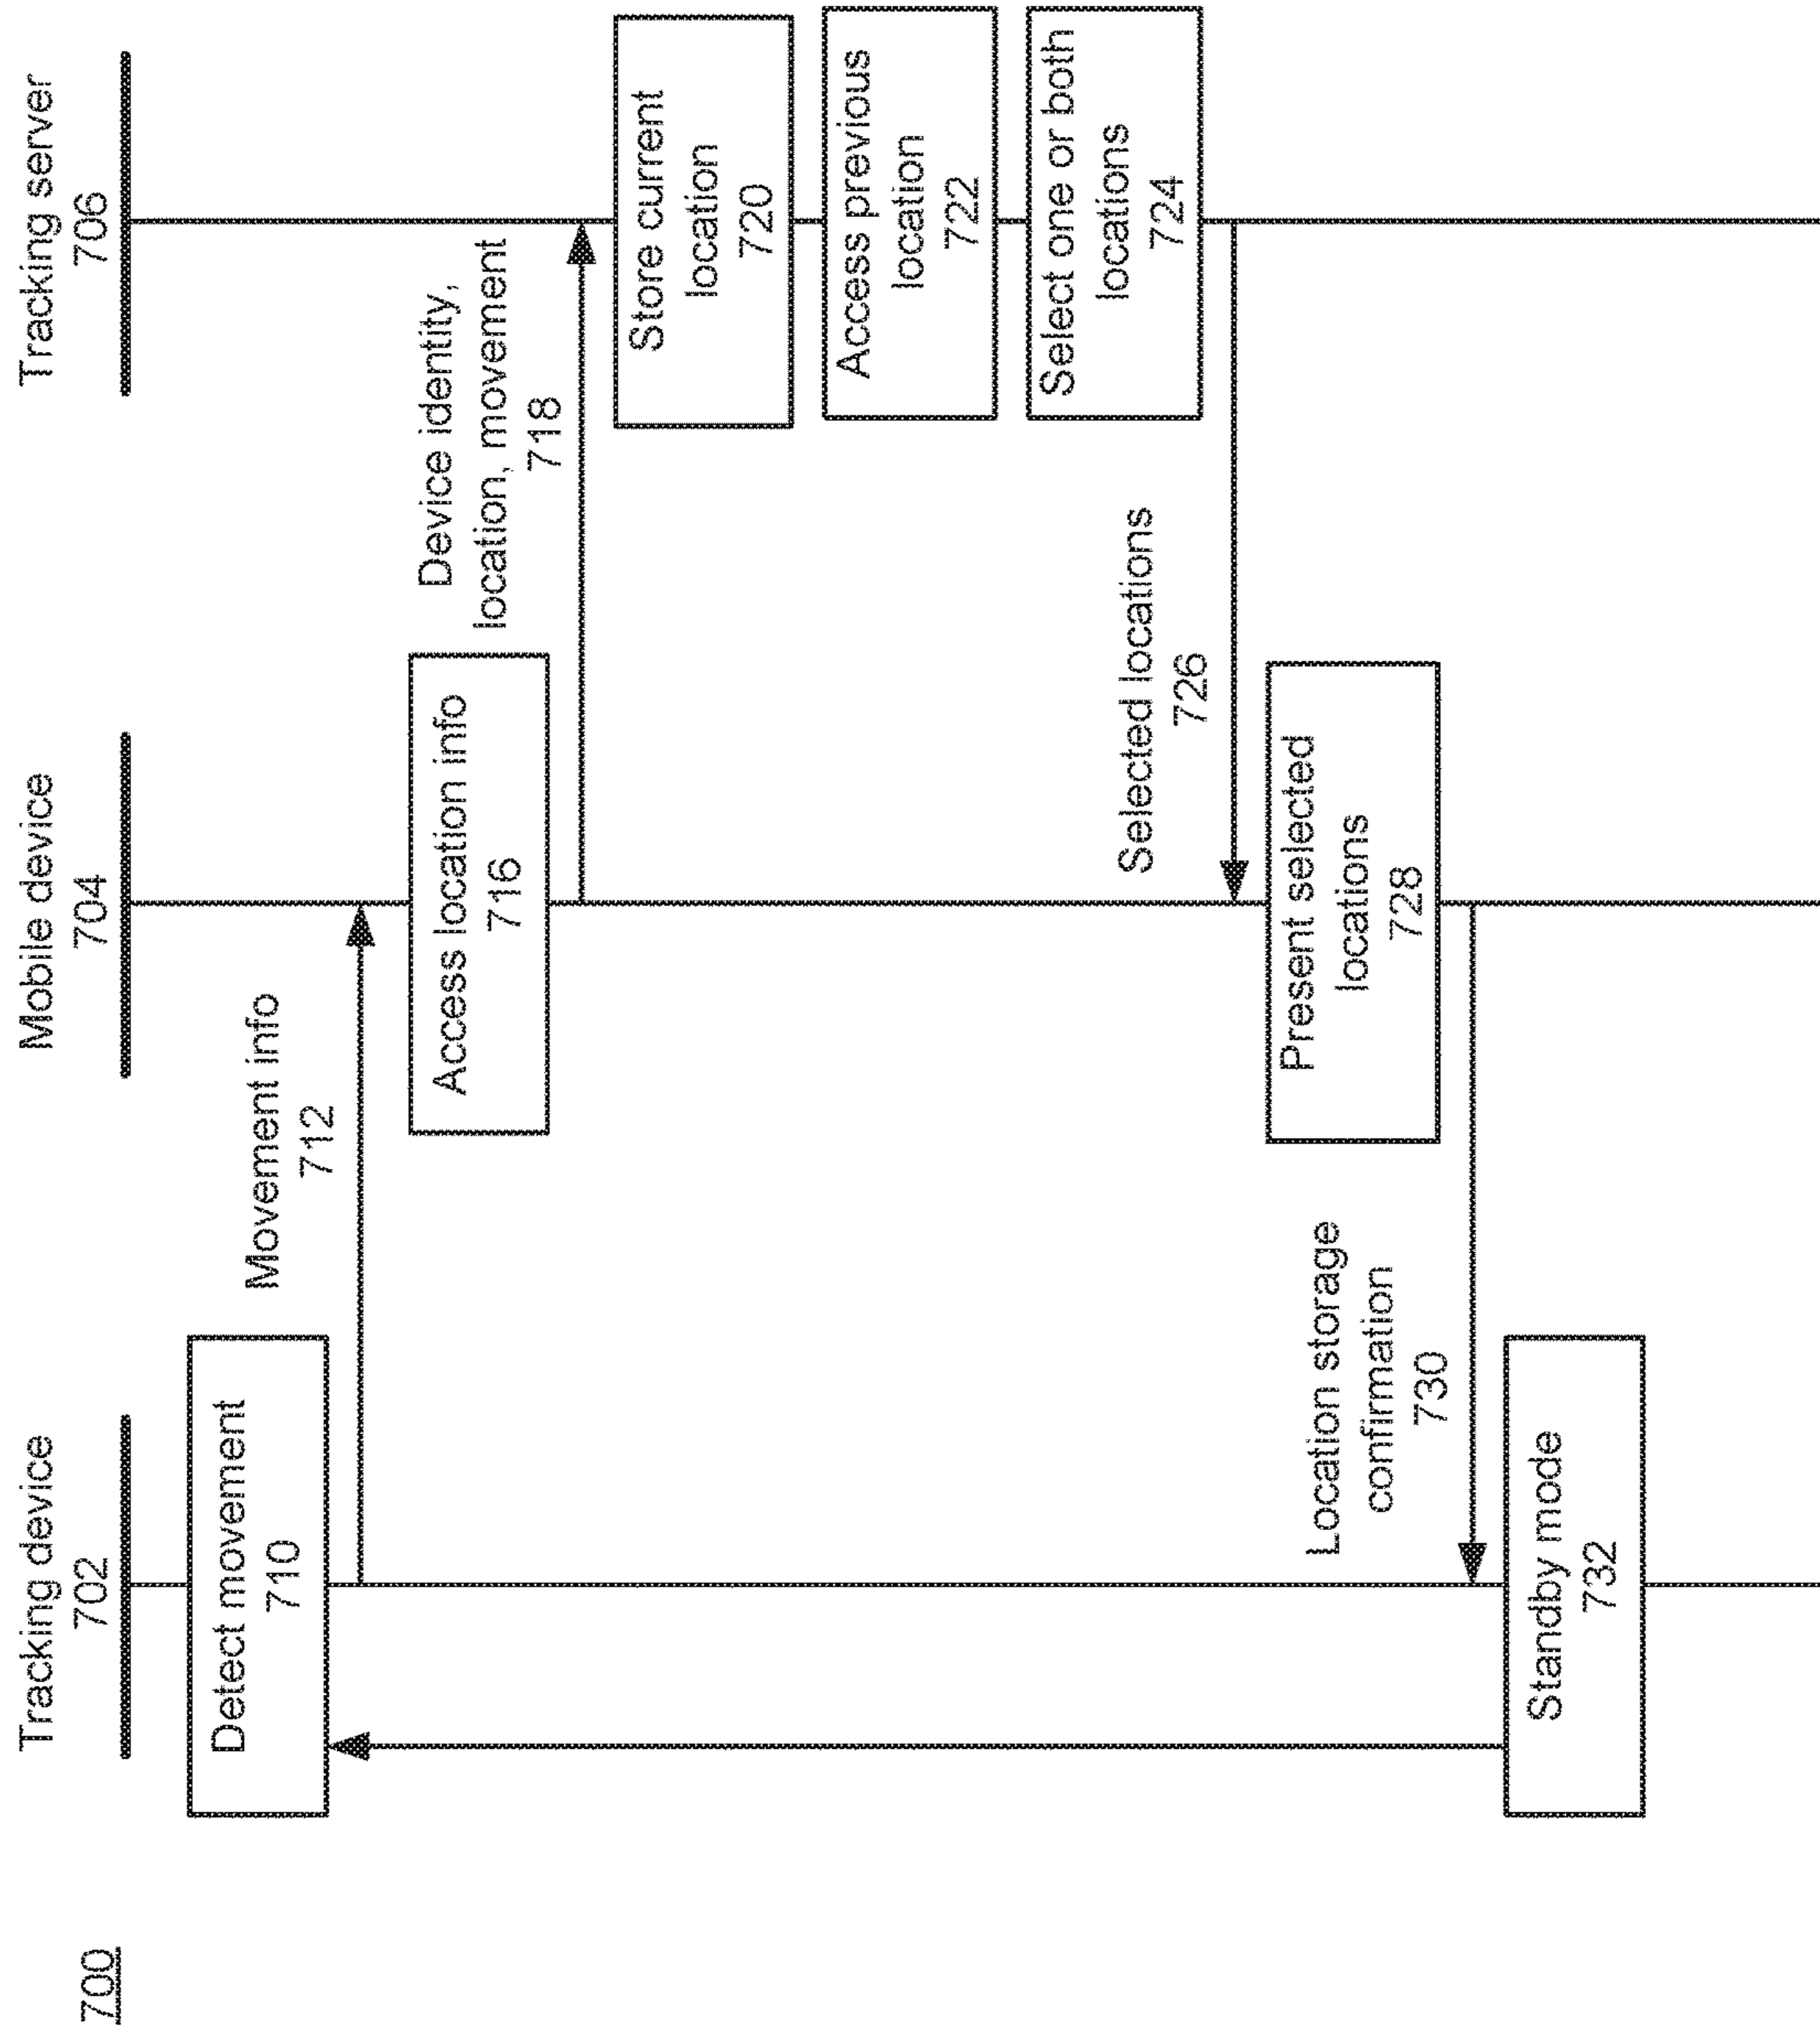 700
Tracking device
702
Mobile device
704
Tracking server
706
Detect movement
710
Movement info
712
Access location info
716
Device identity,
location, movement
718
Store current
location
720
Access previous
location
722
Select one or both
locations
724
Selected locations
726
Present selected
locations
728
Location storage
confirmation
730
Standby mode
732